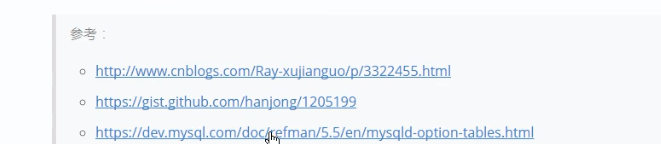 参考：
http://www.cnblogs.com/Ray-xujianguo/p/3322455.html
https://gist.github.com/hanjong/1205199
https://dev.mysql.com/doc/refman/5.5/en/mysqld-option-tables.html